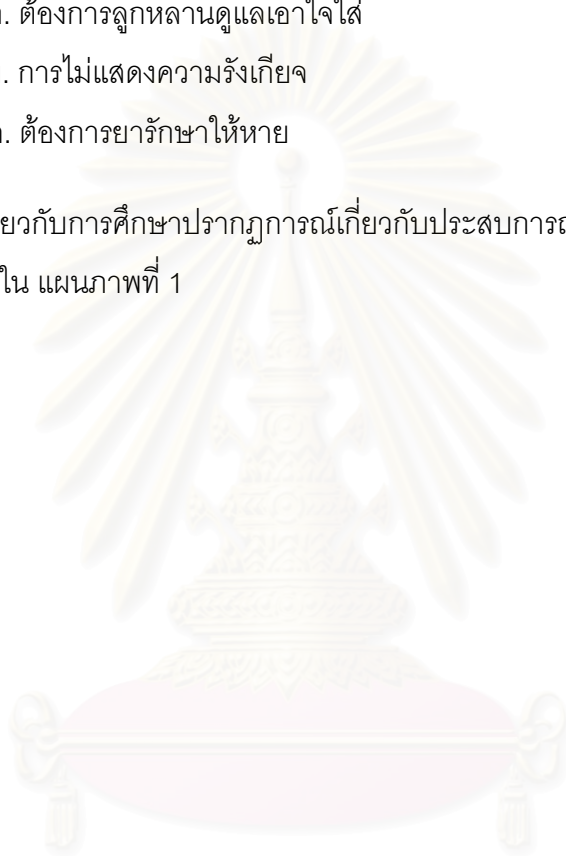 . ต้องการลูกหลานดูแลเอาใจใส่
. การไม่แสดงความรังเกียจ
. ต้องการยารักษาให้หาย
ยวกับการศึกษาปรากฏการณ์เกี่ยวกับประสบการ
ใน แผนภาพที่ 1